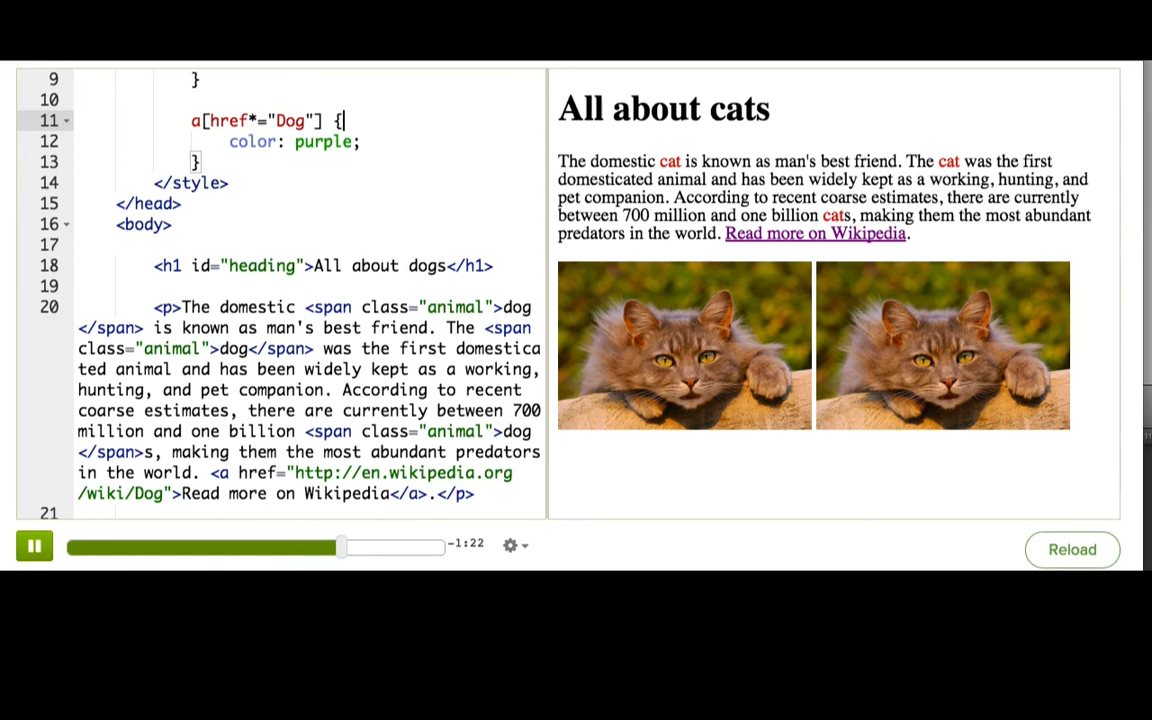 9 }
10
11 a[href*="Dog"] {
12 color: purple;
13 }
14 </style>
15 </head>
16 <body>
17
18 <h1 id="heading">All about dogs</h1>
19
20 <p>The domestic <span class="animal">dog
</span> is known as man's best friend. The <span
class="animal">dog</span> was the first domestica
ted animal and has been widely kept as a working,
hunting, and pet companion. According to recent
coarse estimates, there are currently between 700
million and one billion <span class="animal">dog
</span>s, making them the most abundant predators
in the world. <a href="http://en.wikipedia.org
/wiki/Dog">Read more on Wikipedia</a>.</p>
21
All about cats
The domestic cat is known as man's best friend. The cat was the first
domesticated animal and has been widely kept as a working, hunting, and
pet companion. According to recent coarse estimates, there are currently
between 700 million and one billion cats, making them the most abundant
predators in the world. Read more on Wikipedia.
-1:22
Reload